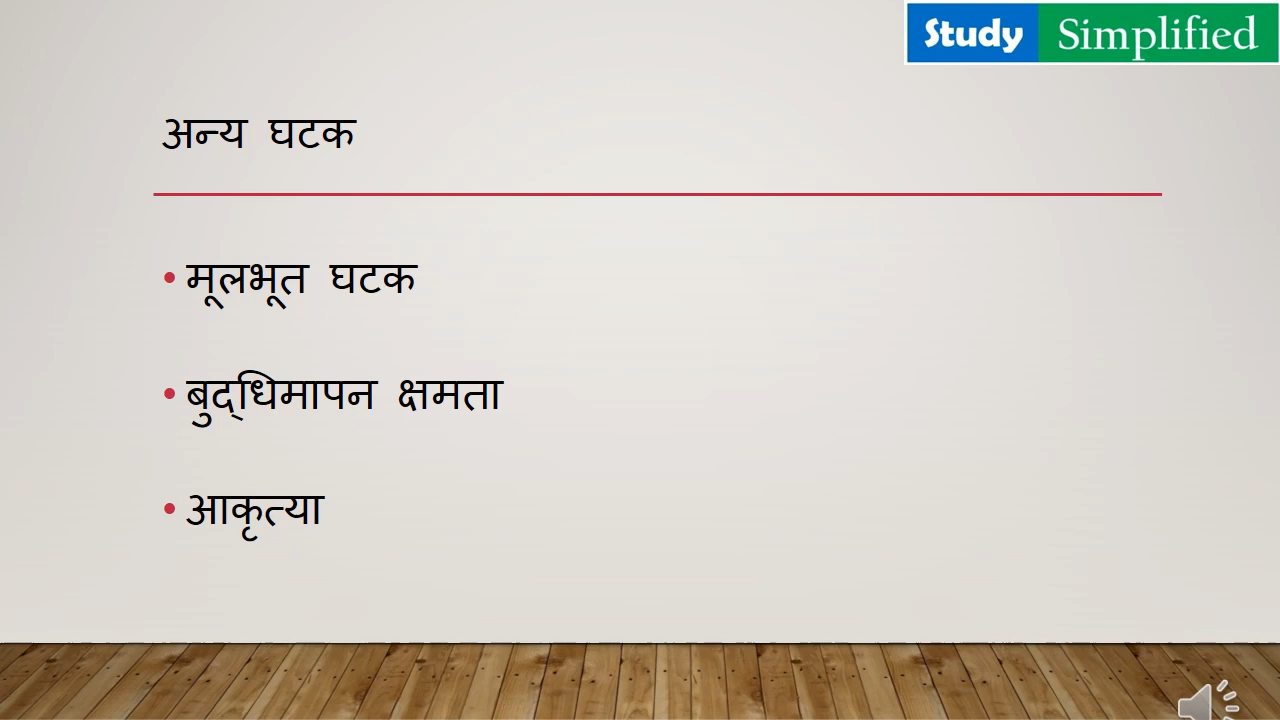 Study Simplified
अन्य घटक
• मूलभूत घटक
• बुद्धिमापन क्षमता
• आकृत्या